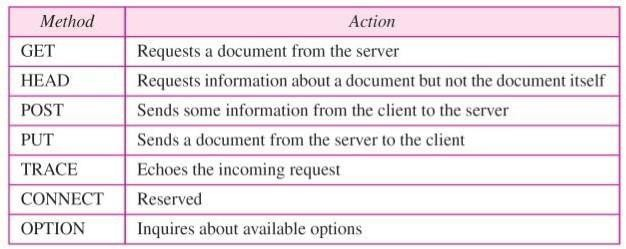 Method Action
GET Requests a document from the server
HEAD Requests information about a document but not the document itself
POST Sends some information from the client to the server
PUT Sends a document from the server to the client
TRACE Echoes the incoming request
CONNECT Reserved
OPTION Inquires about available options